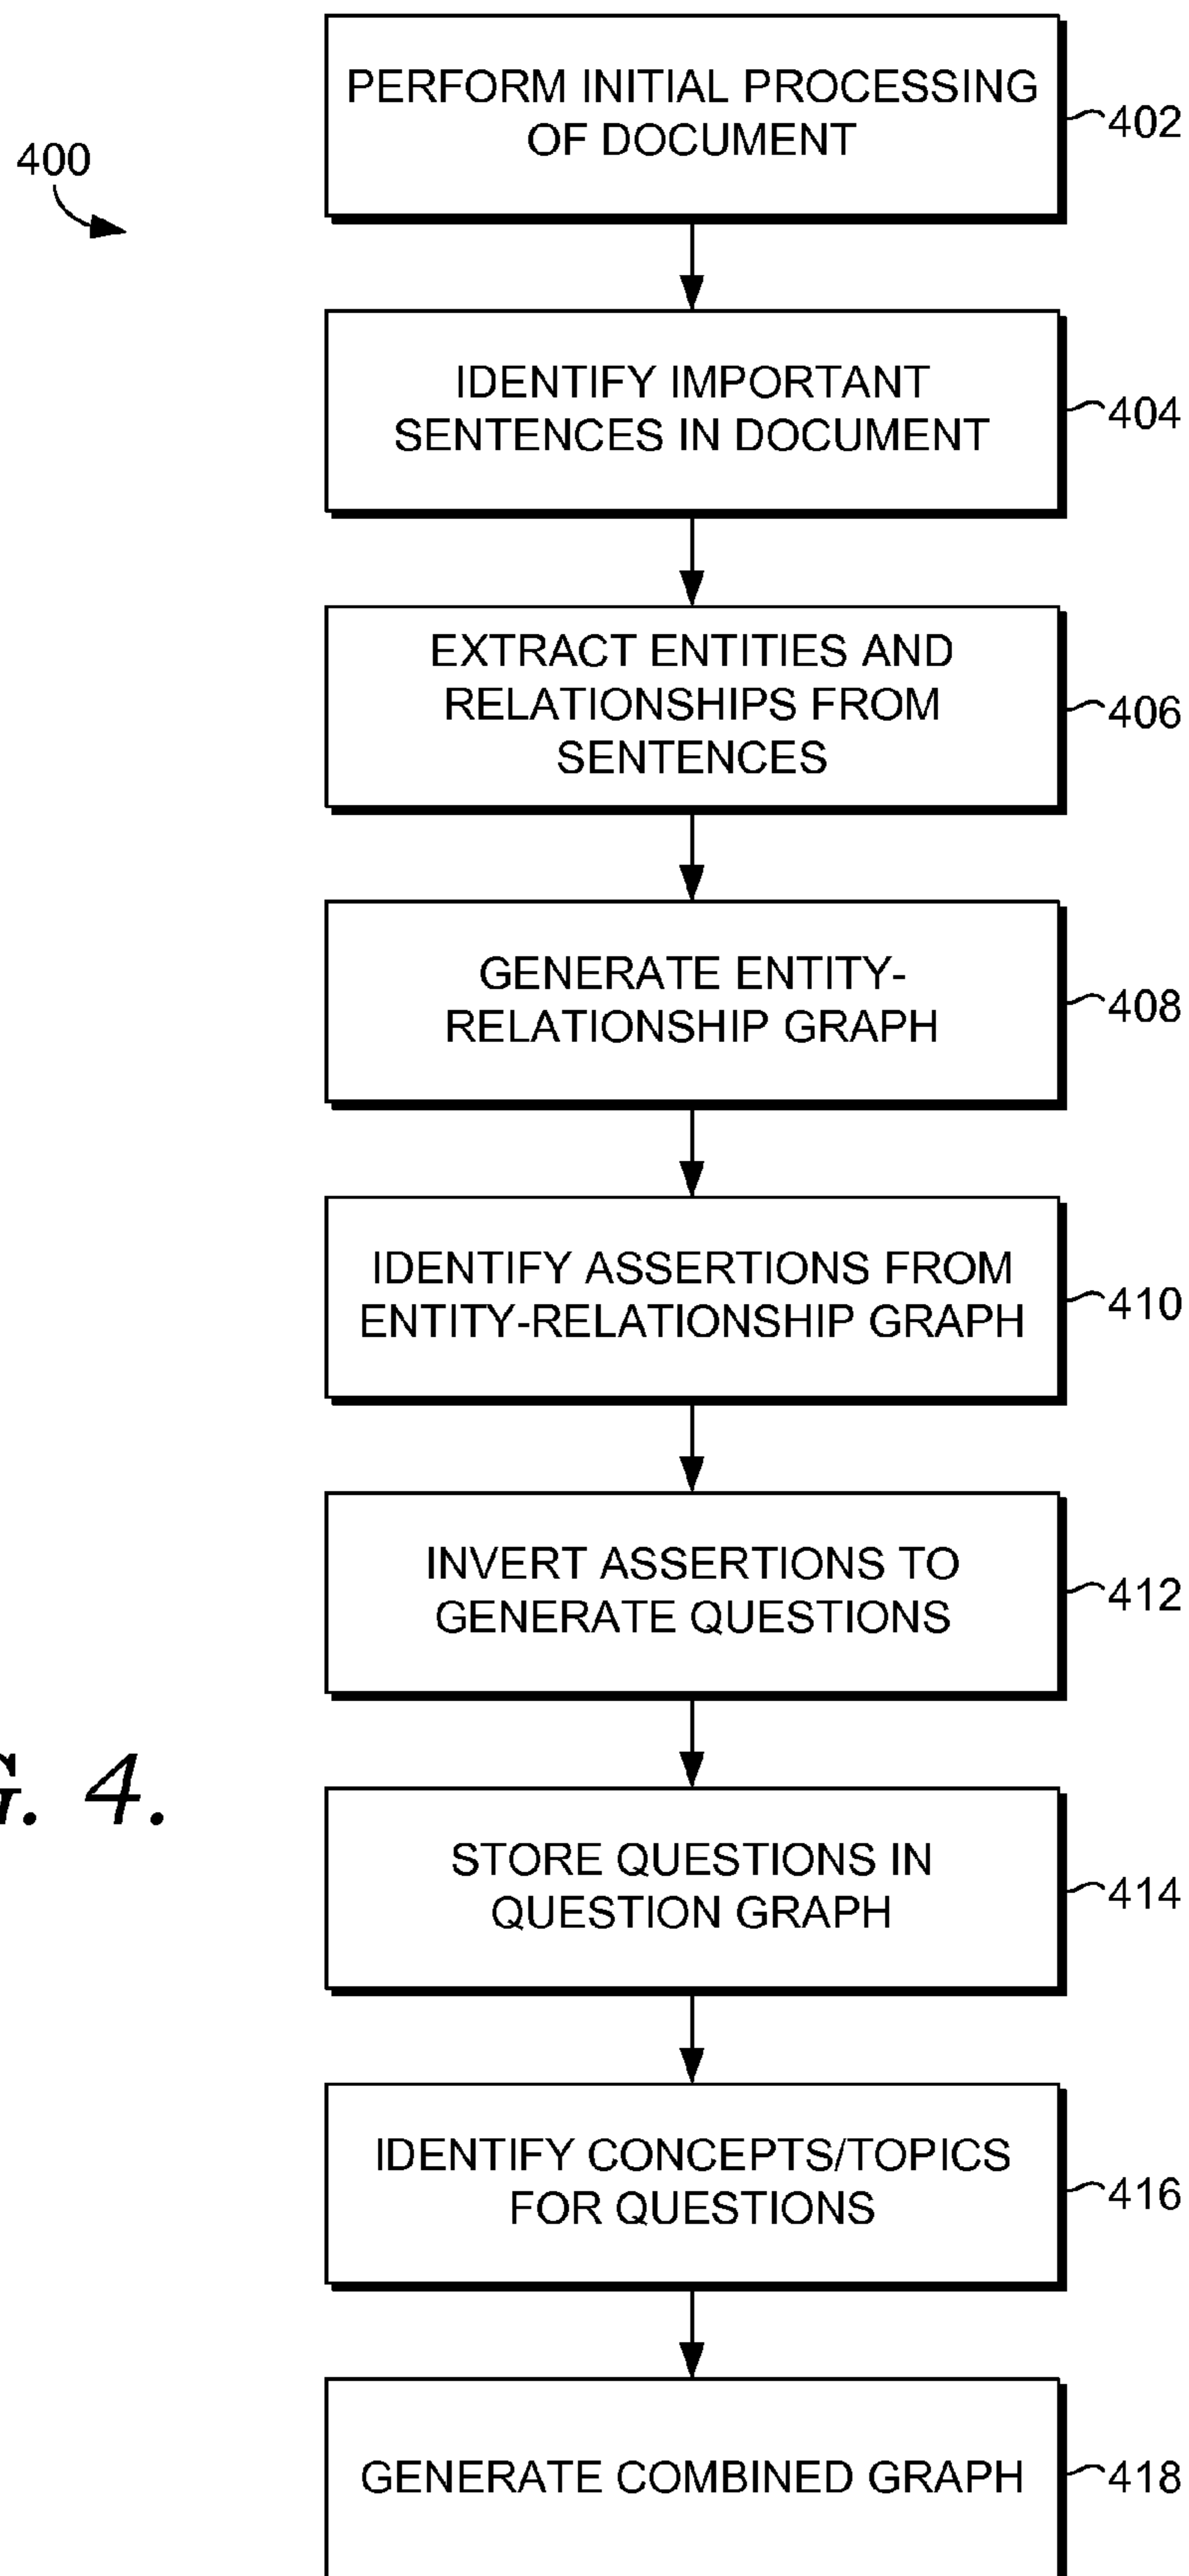 400
PERFORM INITIAL PROCESSING
OF DOCUMENT
402
IDENTIFY IMPORTANT
SENTENCES IN DOCUMENT
404
EXTRACT ENTITIES AND
RELATIONSHIPS FROM
SENTENCES
406
GENERATE ENTITY-
RELATIONSHIP GRAPH
408
IDENTIFY ASSERTIONS FROM
ENTITY-RELATIONSHIP GRAPH
410
INVERT ASSERTIONS TO
GENERATE QUESTIONS
412
G. 4.
STORE QUESTIONS IN
QUESTION GRAPH
414
IDENTIFY CONCEPTS/TOPICS
FOR QUESTIONS
416
GENERATE COMBINED GRAPH
418